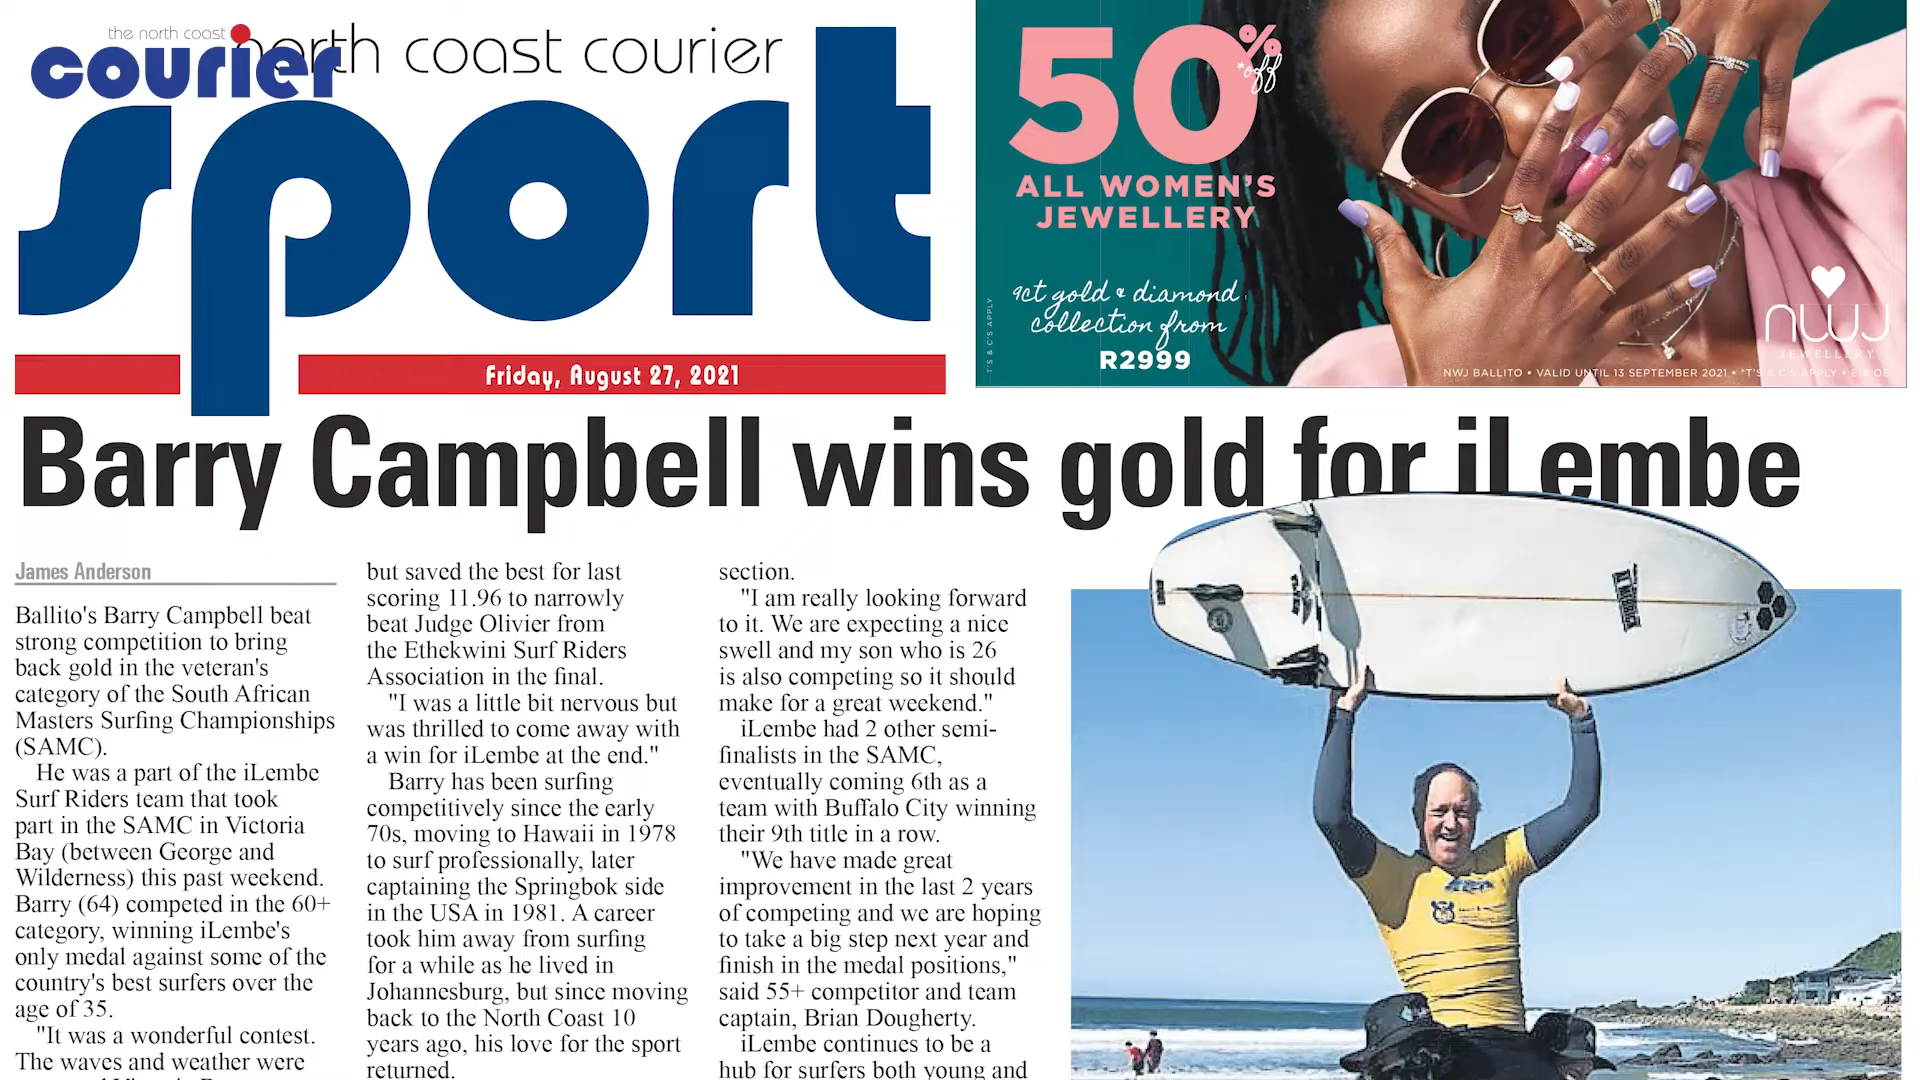 the north coast
courier
north coast courier
sport
Friday, August 27, 2021
50% *off
ALL WOMEN'S
JEWELLERY
9ct gold & diamond
collection from
R2999
T'S & C'S APPLY
nwj
JEWELLERY
NWJ BALLITO • VALID UNTIL 13 SEPTEMBER 2021 • *T'S & C'S APPLY • E & OE
Barry Campbell wins gold for iLembe
James Anderson
Ballito's Barry Campbell beat
strong competition to bring
back gold in the veteran's
category of the South African
Masters Surfing Championships
(SAMC).
He was a part of the iLembe
Surf Riders team that took
part in the SAMC in Victoria
Bay (between George and
Wilderness) this past weekend.
Barry (64) competed in the 60+
category, winning iLembe's
only medal against some of the
country's best surfers over the
age of 35.
"It was a wonderful contest.
The waves and weather were
but saved the best for last
scoring 11.96 to narrowly
beat Judge Olivier from
the Ethekwini Surf Riders
Association in the final.
"I was a little bit nervous but
was thrilled to come away with
a win for iLembe at the end."
Barry has been surfing
competitively since the early
70s, moving to Hawaii in 1978
to surf professionally, later
captaining the Springbok side
in the USA in 1981. A career
took him away from surfing
for a while as he lived in
Johannesburg, but since moving
back to the North Coast 10
years ago, his love for the sport
returned.
section.
"I am really looking forward
to it. We are expecting a nice
swell and my son who is 26
is also competing so it should
make for a great weekend."
iLembe had 2 other semi-
finalists in the SAMC,
eventually coming 6th as a
team with Buffalo City winning
their 9th title in a row.
"We have made great
improvement in the last 2 years
of competing and we are hoping
to take a big step next year and
finish in the medal positions,"
said 55+ competitor and team
captain, Brian Dougherty.
iLembe continues to be a
hub for surfers both young and